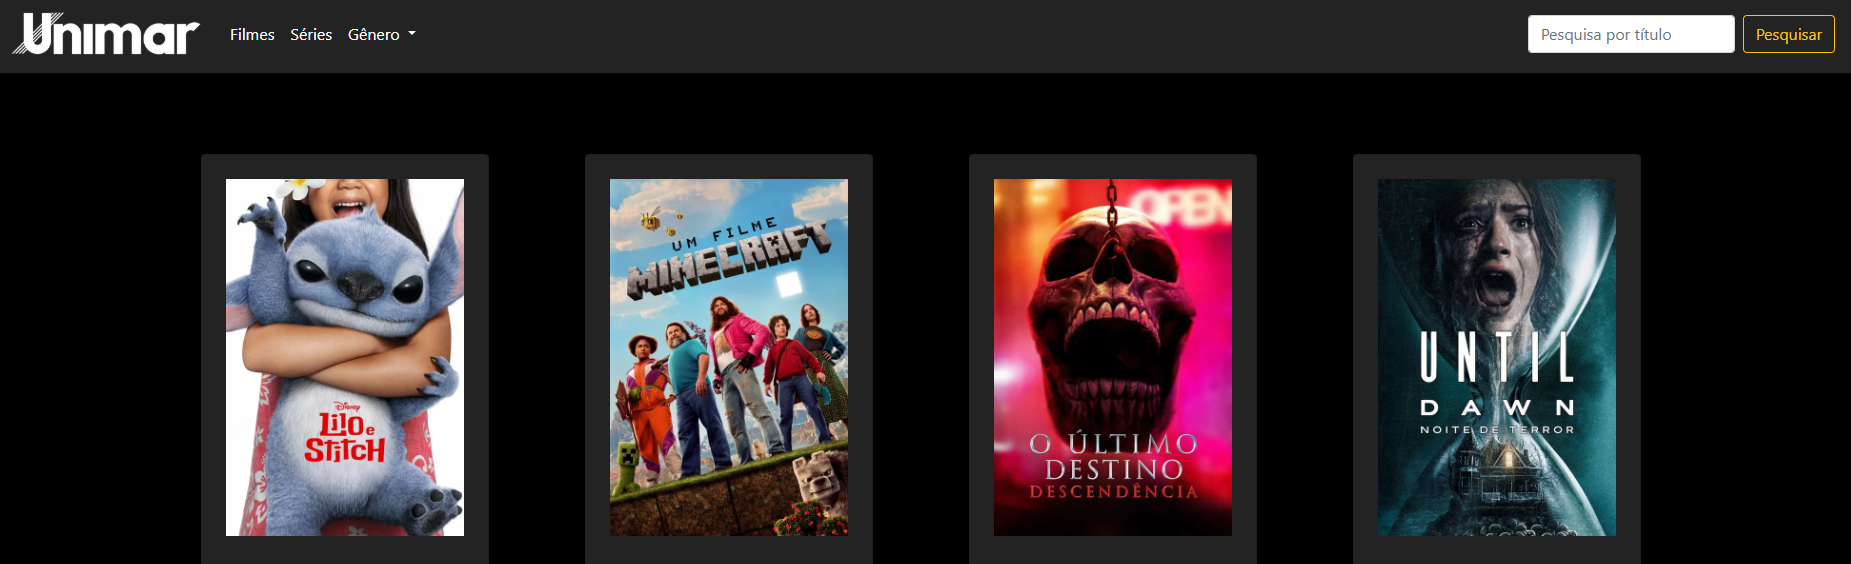 Unimar
Filmes Séries Gênero
Pesquisa por título
Pesquisar
Disney
Lilo e
Stitch
UM FILME
MINECRAFT
OPEN
O ÚLTIMO
DESTINO
DESCENDÊNCIA
UNTIL
DAWN
NOITE DE TERROR